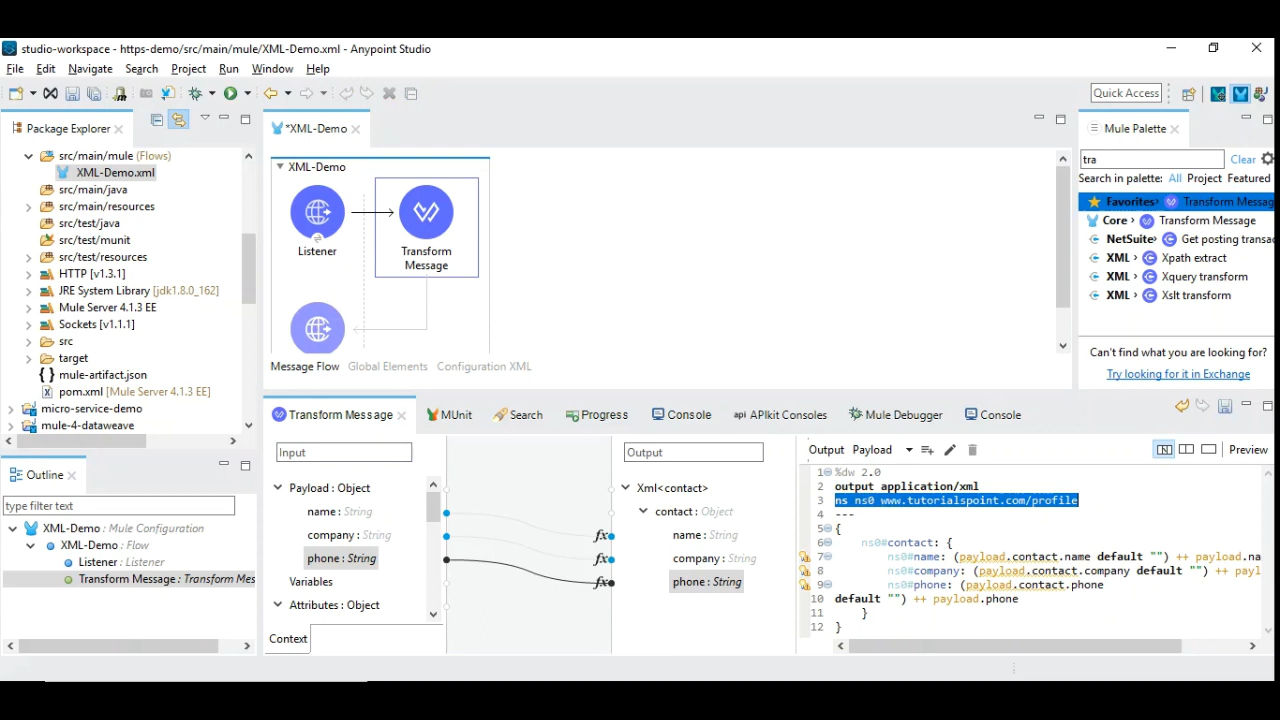 studio-workspace - https-demo/src/main/mule/XML-Demo.xml - Anypoint Studio
File Edit Navigate Search Project Run Window Help
Quick Access
Package Explorer
src/main/mule (Flows)
XML-Demo.xml
src/main/java
src/main/resources
src/test/java
src/test/munit
src/test/resources
HTTP [v1.3.1]
JRE System Library [jdk1.8.0_162]
Mule Server 4.1.3 EE
Sockets [v1.1.1]
src
target
mule-artifact.json
pom.xml [Mule Server 4.1.3 EE]
micro-service-demo
mule-4-dataweave
Outline
type filter text
XML-Demo : Mule Configuration
XML-Demo : Flow
Listener : Listener
Transform Message : Transform Mes
*XML-Demo
XML-Demo
Listener
Transform
Message
Message Flow Global Elements Configuration XML
Mule Palette
tra
Clear
Search in palette: All Project Featured
Favorites> Transform Messag
Core > Transform Message
NetSuite> Get posting transac
XML > Xpath extract
XML > Xquery transform
XML > Xslt transform
Can't find what you are looking for?
Try looking for it in Exchange
Transform Message MUnit Search Progress Console API APIkit Consoles Mule Debugger Console
Input
Payload : Object
name : String
company : String
phone : String
Variables
Attributes : Object
Context
fx
fx
fx
Output
Xml<contact>
contact : Object
name : String
company : String
phone : String
Output Payload
Preview
1 %dw 2.0
2 output application/xml
3 ns ns0 www.tutorialspoint.com/profile
4 ---
5 {
6 ns0#contact: {
7 ns0#name: (payload.contact.name default "") ++ payload.na
8 ns0#company: (payload.contact.company default "") ++ payl
9 ns0#phone: (payload.contact.phone
10 default "") ++ payload.phone
11 }
12 }